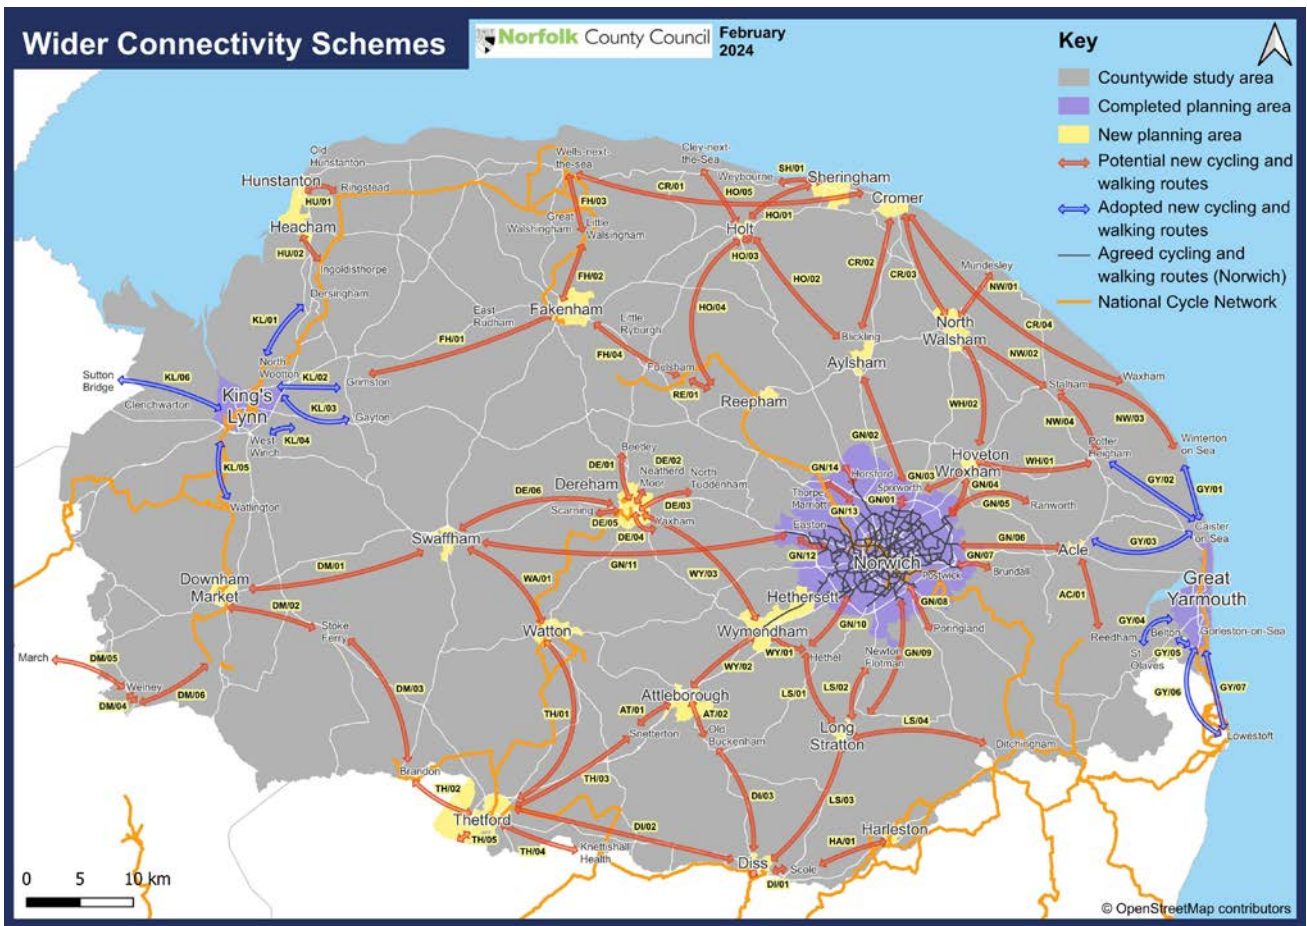 Wider Connectivity Schemes
Norfolk County Council
February
2024
Key
Countywide study area
Completed planning area
New planning area
Potential new cycling and
walking routes
Adopted new cycling and
walking routes
Agreed cycling and
walking routes (Norwich)
National Cycle Network
Old
Hunstanton
Hunstanton
Ringstead
HU/01
Heacham
HU/02
Ingoldisthorpe
Dersingham
KL/01
North
Wootton
KL/02
Grimston
KL/03
Gayton
KL/04
West
Winch
King's
Lynn
KL/06
Sutton
Bridge
Clenchwarton
KL/05
Watlington
Wells-next-
the-sea
FH/03
Great
Walshingham
Little
Walsingham
FH/02
Fakenham
East
Rudham
FH/01
Little
Ryburgh
FH/04
Foulsham
RE/01
Reepham
Cley-next-
the-Sea
CR/01
HO/05
Weybourne
SH/01
Sheringham
HO/01
Cromer
Holt
HO/03
HO/02
HO/04
CR/02
CR/03
Mundesley
NW/01
CR/04
Blickling
Aylsham
North
Walsham
NW/02
Stalham
Waxham
NW/03
NW/04
WH/02
Potter
Heigham
WH/01
Winterton
on Sea
Hoveton
Wroxham
GN/02
GN/14
Horsford
Spixworth
GN/03
GN/04
GN/01
GN/05
Ranworth
Thorpe
Marriott
GN/13
Easton
GN/12
Norwich
GN/06
GN/07
Acle
Brundall
Postwick
GN/08
Poringland
GN/09
GN/10
Hethersett
Hethel
Newton
Flotman
GY/02
GY/01
GY/03
Caister
on Sea
Great
Yarmouth
AC/01
Reedham
GY/04
Belton
Gorleston-on-Sea
St
Olaves
GY/05
GY/06
GY/07
Lowestoft
Beetley
DE/01
DE/02
Neatherd
Moor
North
Tuddenham
Dereham
DE/03
DE/06
Scarning
DE/05
Yaxham
DE/04
GN/11
Swaffham
WY/03
WA/01
Watton
Wymondham
WY/01
WY/02
Downham
Market
DM/01
DM/02
Stoke
Ferry
March
DM/05
Welney
DM/04
DM/06
DM/03
Brandon
TH/01
TH/02
Thetford
TH/05
TH/04
Knettishall
Health
TH/03
Attleborough
AT/01
AT/02
Snetterton
Old
Buckenham
DI/03
DI/02
Diss
DI/01
Scole
HA/01
Harleston
LS/01
LS/02
LS/03
LS/04
Long
Stratton
Ditchingham
0 5 10 km
© OpenStreetMap contributors